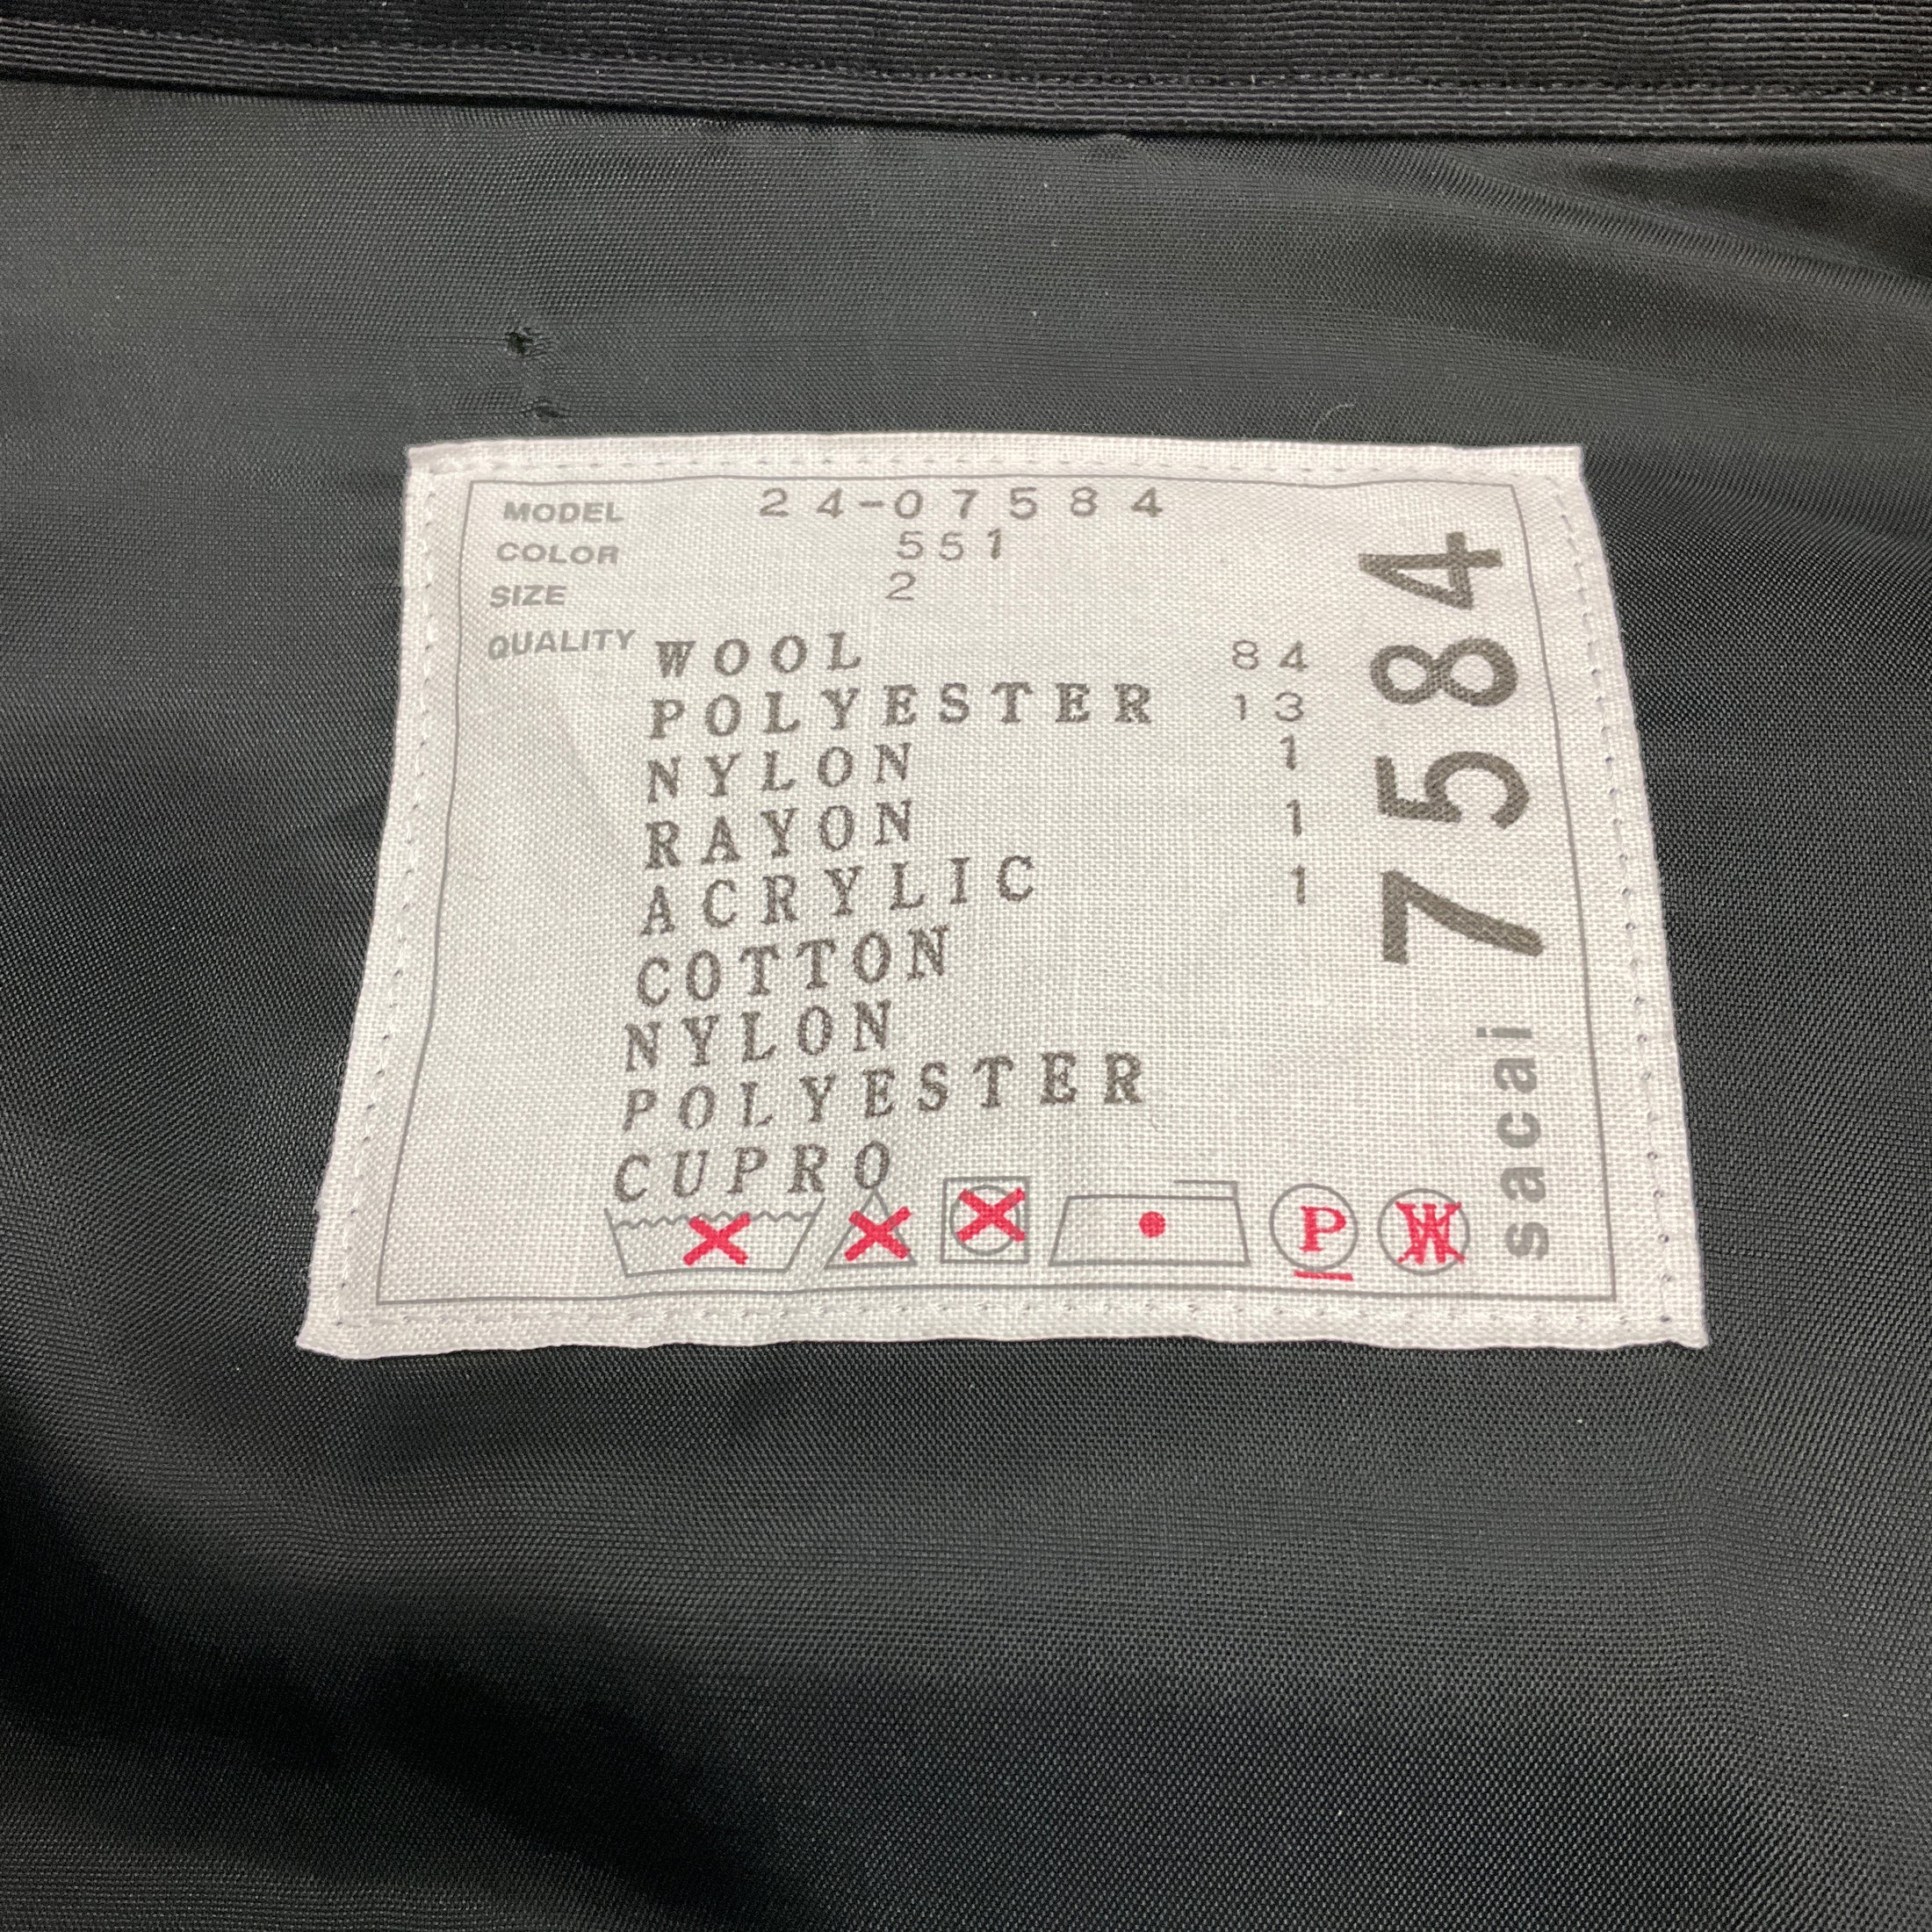 MODEL 24-07584
COLOR 551
SIZE 2
QUALITY WOOL 84
POLYESTER 13
NYLON 1
RAYON 1
ACRYLIC 1
COTTON
NYLON
POLYESTER
CUPRO
P W
sacai 7584